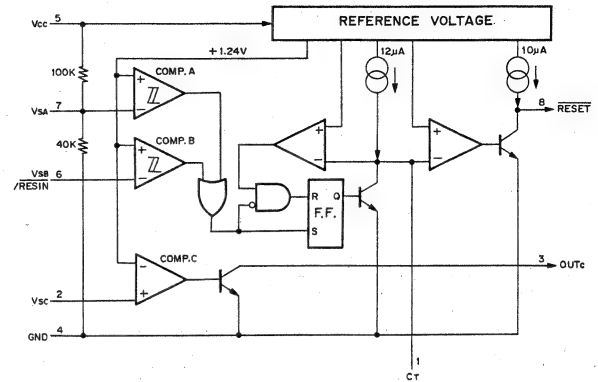 REFERENCE VOLTAGE
Vcc 5
+1.24V
12µA
10µA
100K
COMP. A
+
−
VSA 7
8 RESET
40K
COMP. B
+
−
VSB 6
/RESIN
+
−
+
−
R Q
F.F.
S
COMP.C
−
+
3 OUTc
VSC 2
GND 4
1
CT